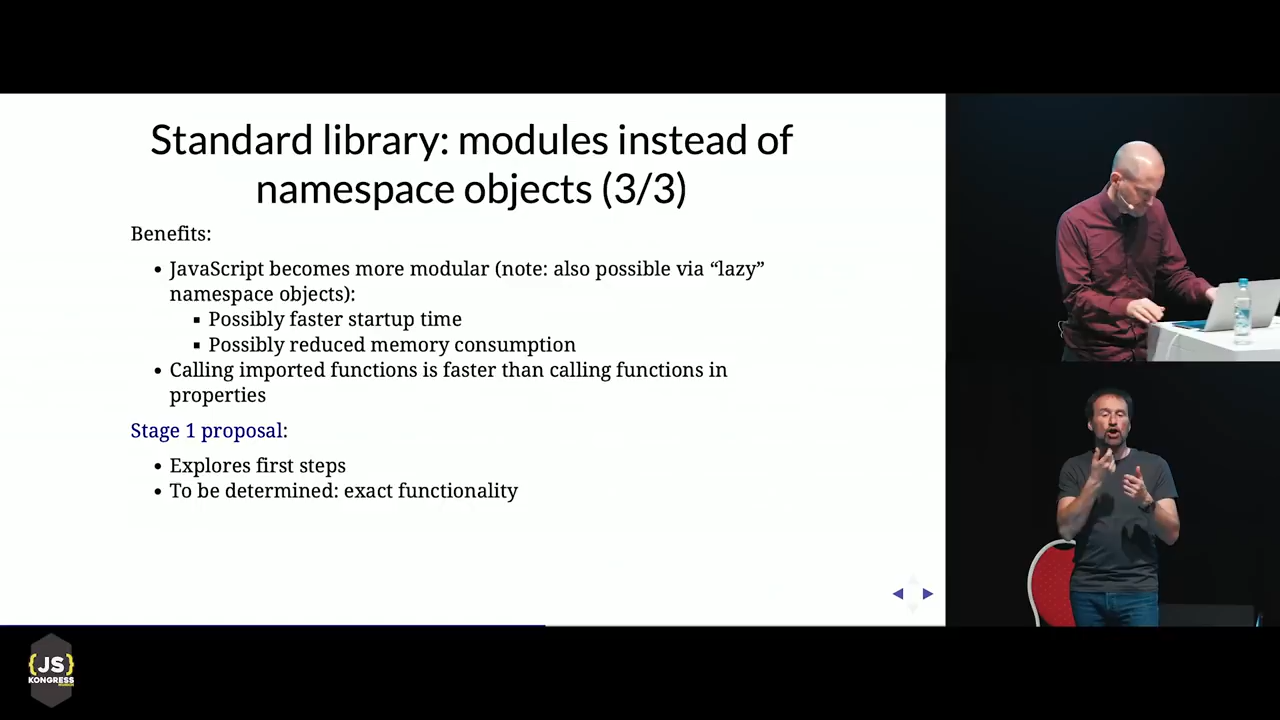 Standard library: modules instead of
namespace objects (3/3)
Benefits:
• JavaScript becomes more modular (note: also possible via “lazy”
namespace objects):
▪ Possibly faster startup time
▪ Possibly reduced memory consumption
• Calling imported functions is faster than calling functions in
properties
Stage 1 proposal:
• Explores first steps
• To be determined: exact functionality
{JS}
KONGRESS